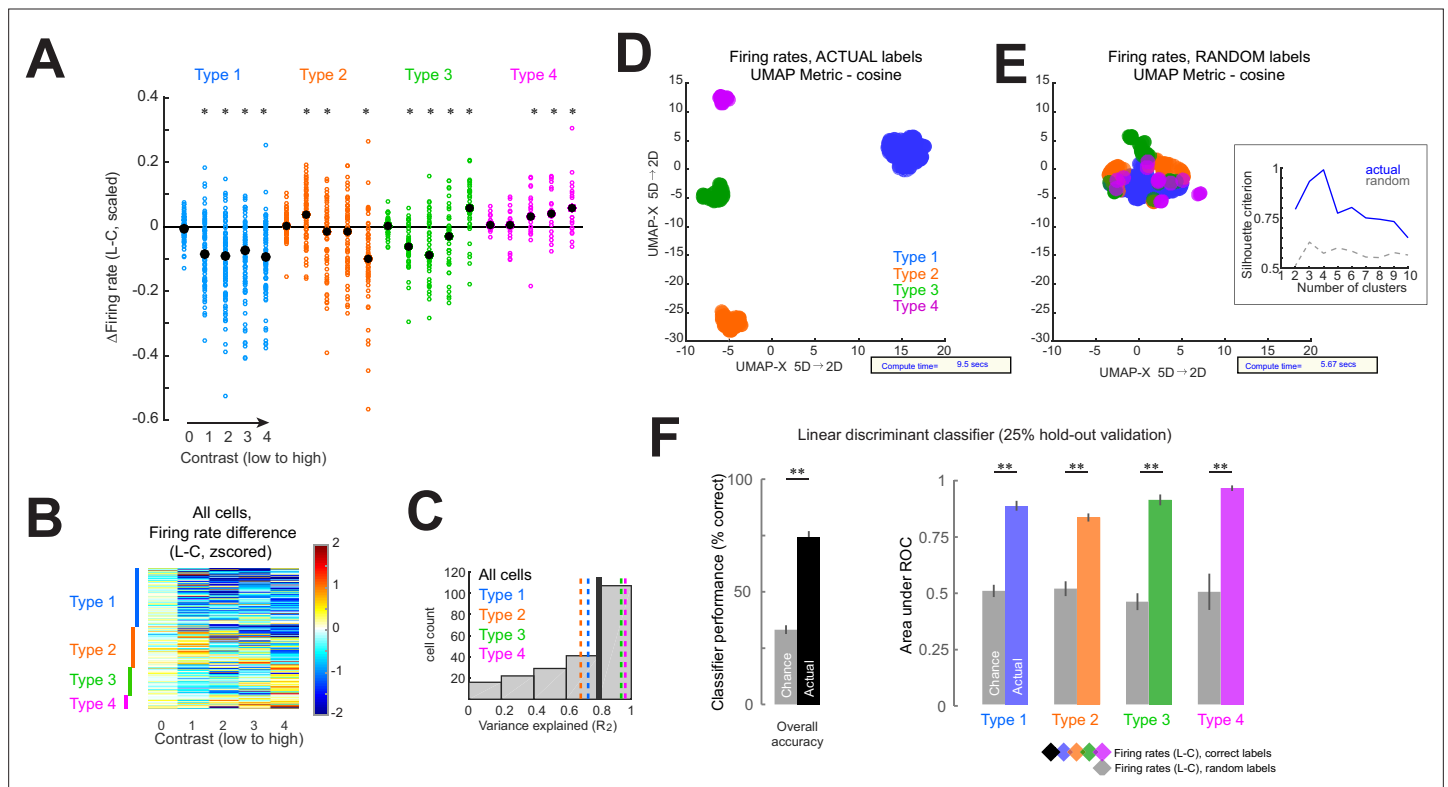 A
Type 1
Type 2
Type 3
Type 4
* * * * * * * * * * * * * *
0.4
0.2
0
-0.2
-0.4
-0.6
ΔFiring rate (L-C, scaled)
0 1 2 3 4
Contrast (low to high)
B
All cells,
Firing rate difference
(L-C, zscored)
Type 1
Type 2
Type 3
Type 4
2
1
0
-1
-2
0 1 2 3 4
Contrast (low to high)
C
120
100
80
60
40
20
cell count
All cells
Type 1
Type 2
Type 3
Type 4
0 0.2 0.4 0.6 0.8 1
Variance explained (R2)
D
Firing rates, ACTUAL labels
UMAP Metric - cosine
15
10
5
0
-5
-10
-15
-20
-25
-30
UMAP-X 5D→2D
Type 1
Type 2
Type 3
Type 4
-10 -5 0 5 10 15 20
UMAP-X 5D→2D
Compute time= 9.5 secs
E
Firing rates, RANDOM labels
UMAP Metric - cosine
15
10
5
0
-5
-10
-15
-20
-25
-30
-10 -5 0 5 10 15 20
UMAP-X 5D→2D
Compute time= 5.67 secs
actual
random
1
0.75
0.5
Silhouette criterion
1 2 3 4 5 6 7 8 9 10
Number of clusters
F
Linear discriminant classifier (25% hold-out validation)
100
50
0
Classifier performance (% correct)
**
Chance
Actual
Overall
accuracy
1
0.75
0.5
0.25
0
Area under ROC
** ** ** **
Chance
Actual
Type 1
Type 2
Type 3
Type 4
Firing rates (L-C), correct labels
Firing rates (L-C), random labels